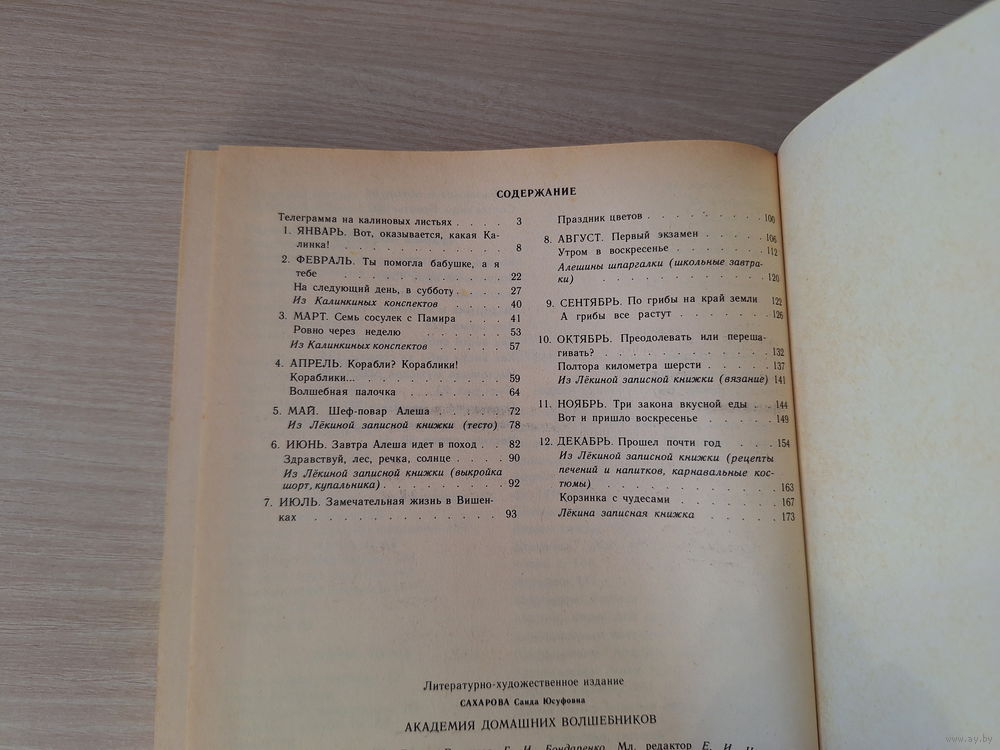 СОДЕРЖАНИЕ
Телеграмма на калиновых листьях . . . . 3
1. ЯНВАРЬ. Вот, оказывается, какая Ка-
линка! . . . . . . . . . . . . 8
2. ФЕВРАЛЬ. Ты помогла бабушке, а я
тебе . . . . . . . . . . . . 22
На следующий день, в субботу . . . . 27
Из Калинкиных конспектов . . . . . 40
3. МАРТ. Семь сосулек с Памира . . . . 41
Ровно через неделю . . . . . . 53
Из Калинкиных конспектов . . . . . 57
4. АПРЕЛЬ. Корабли? Кораблики!
Кораблики... . . . . . . . . . . 59
Волшебная палочка . . . . . . . 64
5. МАЙ. Шеф-повар Алеша . . . . . 72
Из Лёкиной записной книжки (тесто) 78
6. ИЮНЬ. Завтра Алеша идет в поход . . 82
Здравствуй, лес, речка, солнце . . . . 90
Из Лёкиной записной книжки (выкройка
шорт, купальника) . . . . . . . . 92
7. ИЮЛЬ. Замечательная жизнь в Вишен-
ках . . . . . . . . . . . . . 93
Праздник цветов . . . . . . . . 100
8. АВГУСТ. Первый экзамен . . . . . 106
Утром в воскресенье . . . . . . . 112
Алешины шпаргалки (школьные завтра-
ки) . . . . . . . . . . . . . 120
9. СЕНТЯБРЬ. По грибы на край земли 122
А грибы все растут . . . . . . . 126
10. ОКТЯБРЬ. Преодолевать или переша-
гивать? . . . . . . . . . . . . 132
Полтора километра шерсти . . . . . 137
Из Лёкиной записной книжки (вязание) 141
11. НОЯБРЬ. Три закона вкусной еды . . 144
Вот и пришло воскресенье . . . . . 149
12. ДЕКАБРЬ. Прошел почти год . . . . 154
Из Лёкиной записной книжки (рецепты
печений и напитков, карнавальные кос-
тюмы) . . . . . . . . . . . . 163
Корзинка с чудесами . . . . . . . 167
Лёкина записная книжка . . . . . 173
Литературно-художественное издание
САХАРОВА Саида Юсуфовна
АКАДЕМИЯ ДОМАШНИХ ВОЛШЕБНИКОВ
Г. И. Бондаренко Мл. редактор Е. И.
www.ay.by